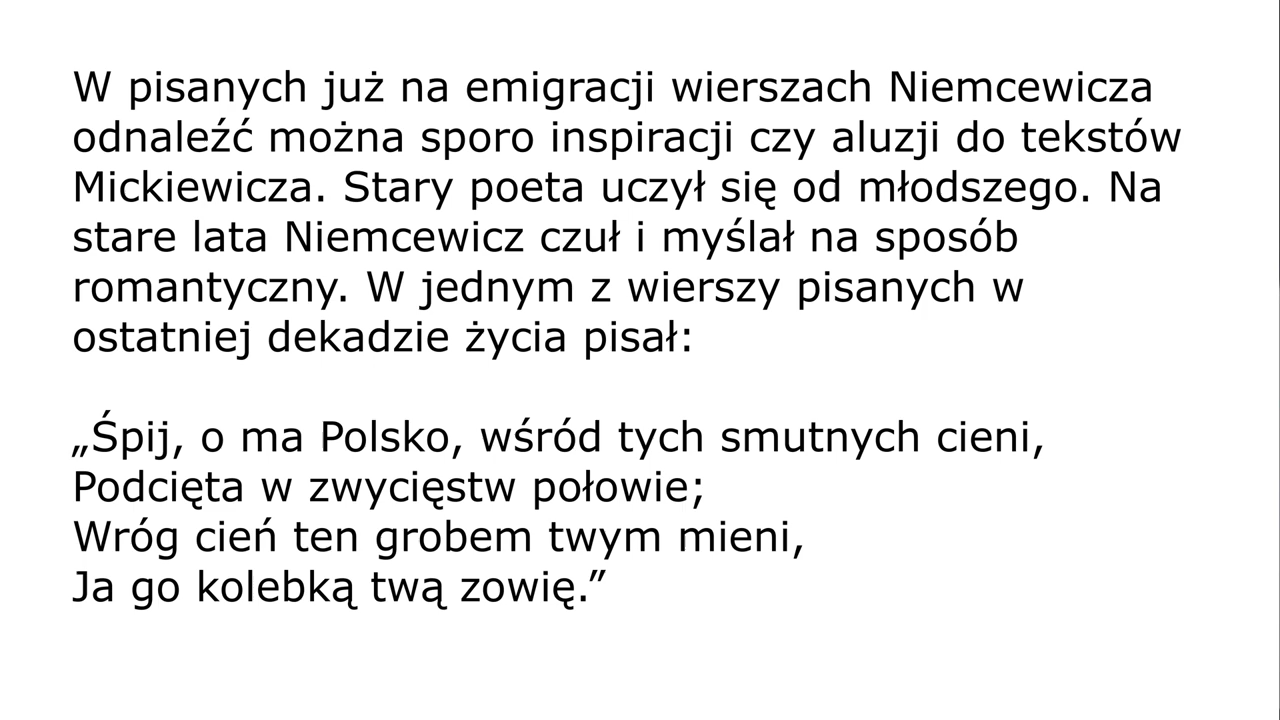 W pisanych już na emigracji wierszach Niemcewicza
odnaleźć można sporo inspiracji czy aluzji do tekstów
Mickiewicza. Stary poeta uczył się od młodszego. Na
stare lata Niemcewicz czuł i myślał na sposób
romantyczny. W jednym z wierszy pisanych w
ostatniej dekadzie życia pisał:
„Śpij, o ma Polsko, wśród tych smutnych cieni,
Podcięta w zwycięstw połowie;
Wróg cień ten grobem twym mieni,
Ja go kolebką twą zowię.”